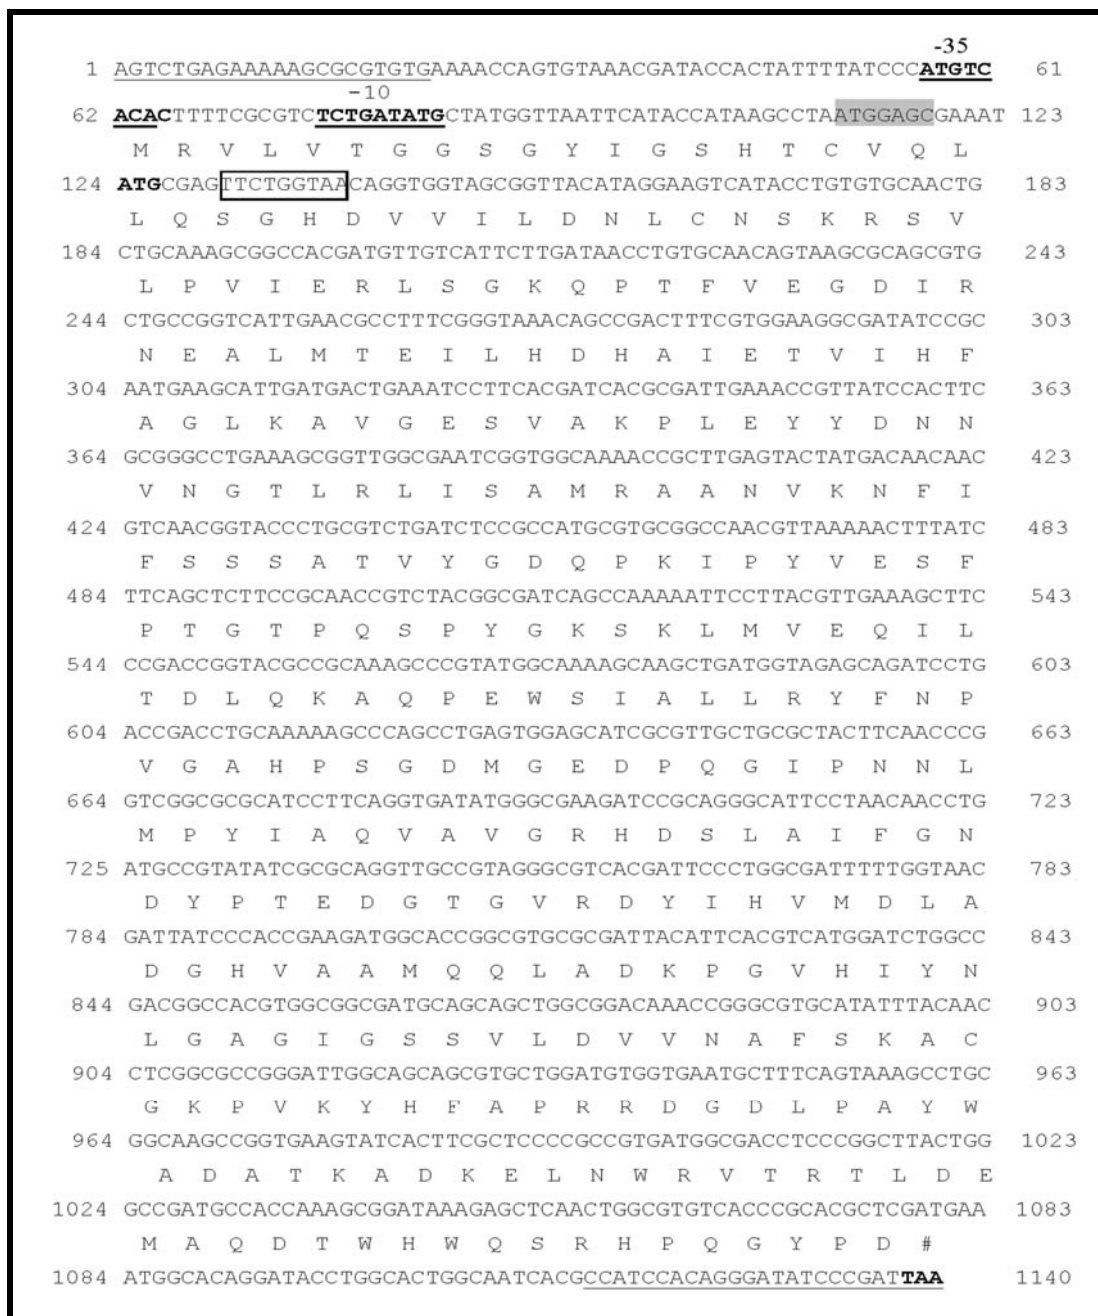 -35
1 AGTCTGAGAAAAAGCGCGTGTGAAAACCAGTGTAAACGATACCACTATTTTATCCCATGTC 61
-10
62 ACACTTTTCGCGTCTCTGATATGCTATGGTTAATTCATACCATAAGCCTAATGGAGCGAAAT 123
M R V L V T G G S G Y I G S H T C V Q L
124 ATGCGAGTTCTGGTAACAGGTGGTAGCGGTTACATAGGAAGTCATACCTGTGTGCAACTG 183
L Q S G H D V V I L D N L C N S K R S V
184 CTGCAAAGCGGCCACGATGTTGTCATTCTTGATAACCTGTGCAACAGTAAGCGCAGCGTG 243
L P V I E R L S G K Q P T F V E G D I R
244 CTGCCGGTCATTGAACGCCTTTCGGGTAAACAGCCGACTTTCGTGGAAGGCGATATCCGC 303
N E A L M T E I L H D H A I E T V I H F
304 AATGAAGCATTGATGACTGAAATCCTTCACGATCACGCGATTGAAACCGTTATCCACTTC 363
A G L K A V G E S V A K P L E Y Y D N N
364 GCGGGCCTGAAAGCGGTTGGCGAATCGGTGGCAAAACCGCTTGAGTACTATGACAACAAC 423
V N G T L R L I S A M R A A N V K N F I
424 GTCAACGGTACCCTGCGTCTGATCTCCGCCATGCGTGCGGCCAACGTTAAAAACTTTATC 483
F S S S A T V Y G D Q P K I P Y V E S F
484 TTCAGCTCTTCCGCAACCGTCTACGGCGATCAGCCAAAAATTCCTTACGTTGAAAGCTTC 543
P T G T P Q S P Y G K S K L M V E Q I L
544 CCGACCGGTACGCCGCAAAGCCCGTATGGCAAAAGCAAGCTGATGGTAGAGCAGATCCTG 603
T D L Q K A Q P E W S I A L L R Y F N P
604 ACCGACCTGCAAAAAGCCCAGCCTGAGTGGAGCATCGCGTTGCTGCGCTACTTCAACCCG 663
V G A H P S G D M G E D P Q G I P N N L
664 GTCGGCGCGCATCCTTCAGGTGATATGGGCGAAGATCCGCAGGGCATTCCTAACAACCTG 723
M P Y I A Q V A V G R H D S L A I F G N
725 ATGCCGTATATCGCGCAGGTTGCCGTAGGGCGTCACGATTCCCTGGCGATTTTTGGTAAC 783
D Y P T E D G T G V R D Y I H V M D L A
784 GATTATCCCACCGAAGATGGCACCGGCGTGCGCGATTACATTCACGTCATGGATCTGGCC 843
D G H V A A M Q Q L A D K P G V H I Y N
844 GACGGCCACGTGGCGGCGATGCAGCAGCTGGCGGACAAACCGGGCGTGCATATTTACAAC 903
L G A G I G S S V L D V V N A F S K A C
904 CTCGGCGCCGGGATTGGCAGCAGCGTGCTGGATGTGGTGAATGCTTTCAGTAAAGCCTGC 963
G K P V K Y H F A P R R D G D L P A Y W
964 GGCAAGCCGGTGAAGTATCACTTCGCTCCCCGCCGTGATGGCGACCTCCCGGCTTACTGG 1023
A D A T K A D K E L N W R V T R T L D E
1024 GCCGATGCCACCAAAGCGGATAAAGAGCTCAACTGGCGTGTCACCCGCACGCTCGATGAA 1083
M A Q D T W H W Q S R H P Q G Y P D #
1084 ATGGCACAGGATACCTGGCACTGGCAATCACGCCATCCACAGGGATATCCCGATTAA 1140